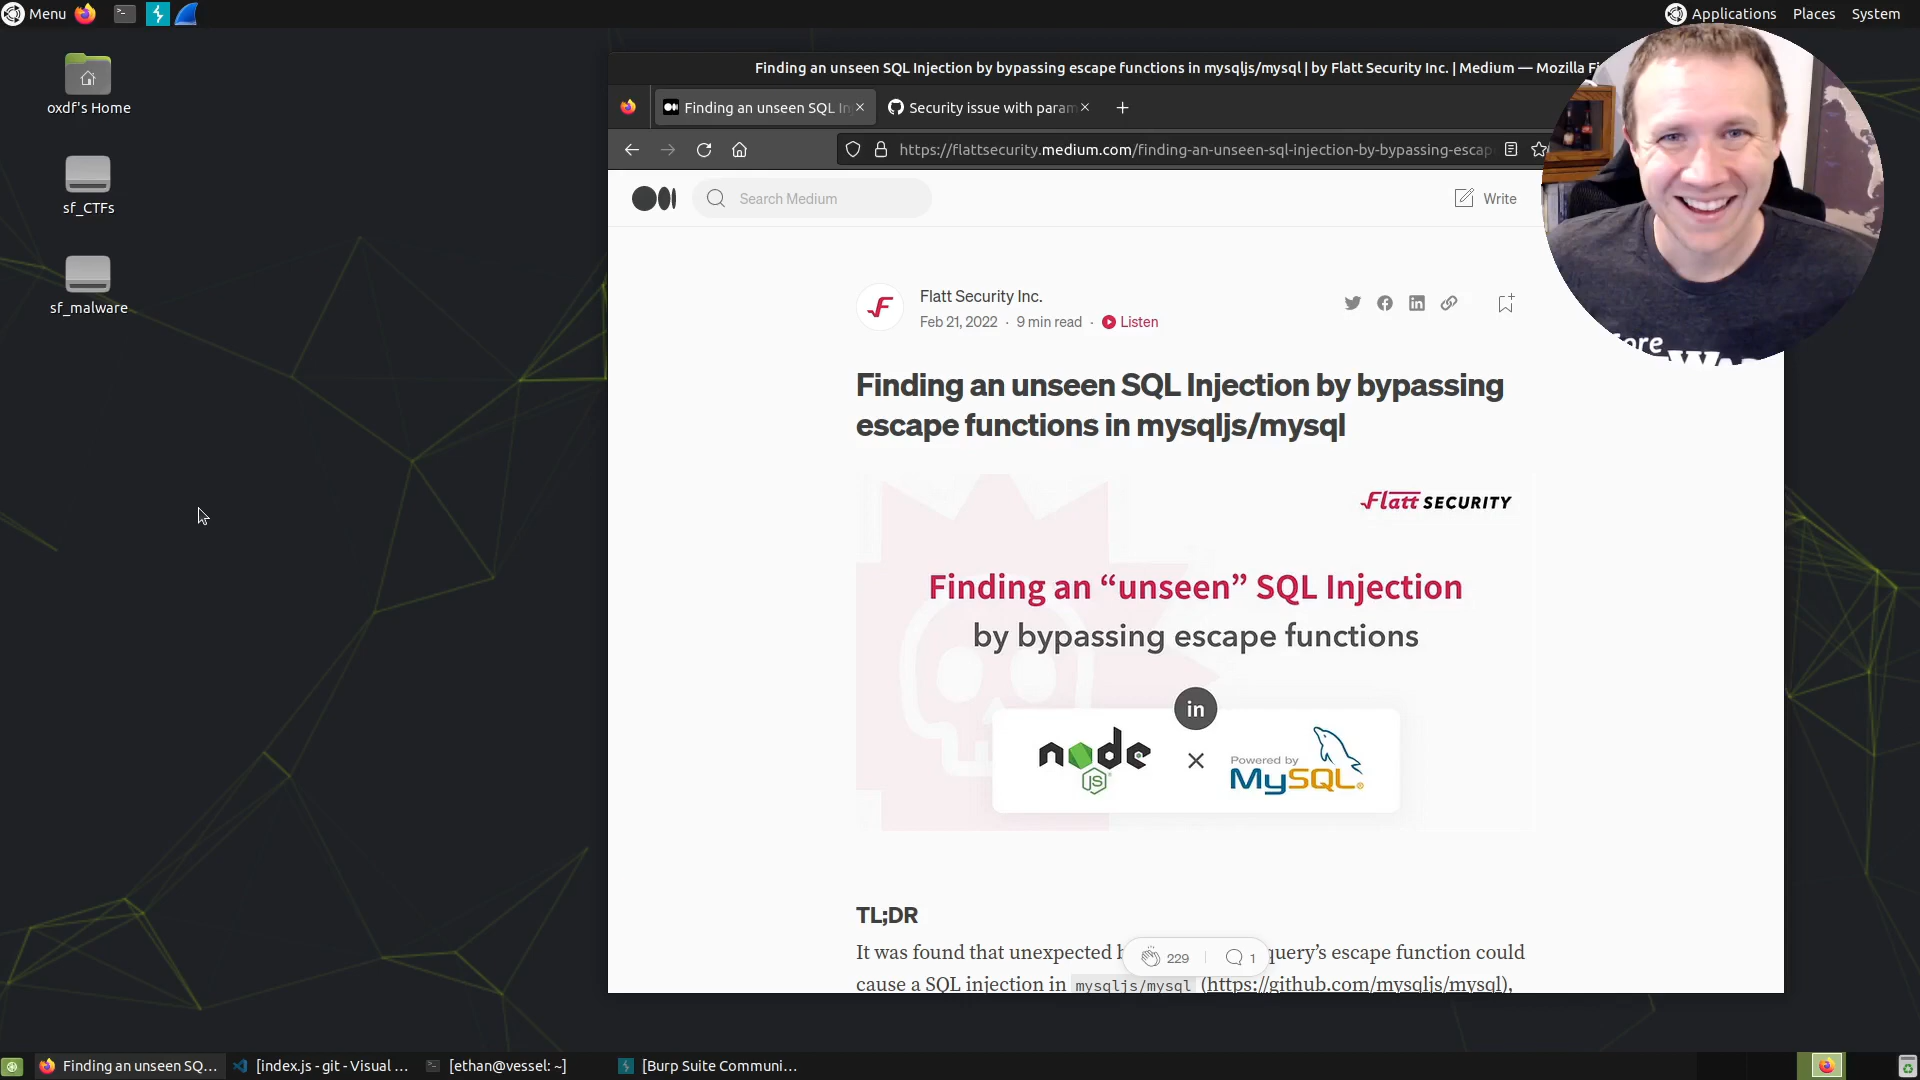 Menu
Applications Places System
oxdf's Home
sf_CTFs
sf_malware
Finding an unseen SQL Injection by bypassing escape functions in mysqljs/mysql | by Flatt Security Inc. | Medium — Mozilla Fi
Finding an unseen SQL In
Security issue with param
https://flattsecurity.medium.com/finding-an-unseen-sql-injection-by-bypassing-escap
Search Medium
Write
Flatt Security Inc.
Feb 21, 2022 · 9 min read · Listen
ore
WAR
Finding an unseen SQL Injection by bypassing
escape functions in mysqljs/mysql
Flatt SECURITY
Finding an “unseen” SQL Injection
by bypassing escape functions
in
node
JS
×
Powered by
MySQL®
TL;DR
It was found that unexpected b query’s escape function could
229
1
cause a SQL injection in mysqljs/mysql (https://github.com/mysqljs/mysql),
Finding an unseen SQ...
[index.js - git - Visual ...
[ethan@vessel: ~]
[Burp Suite Communi...